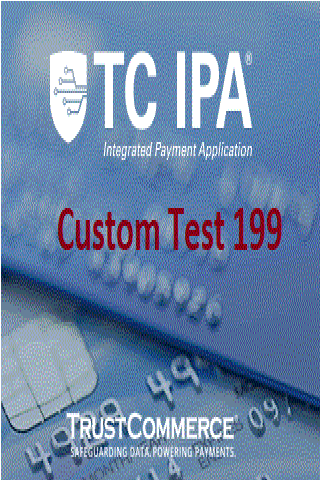 TC IPA®
Integrated Payment Application
Custom Test 199
TRUSTCOMMERCE®
SAFEGUARDING DATA. POWERING PAYMENTS.